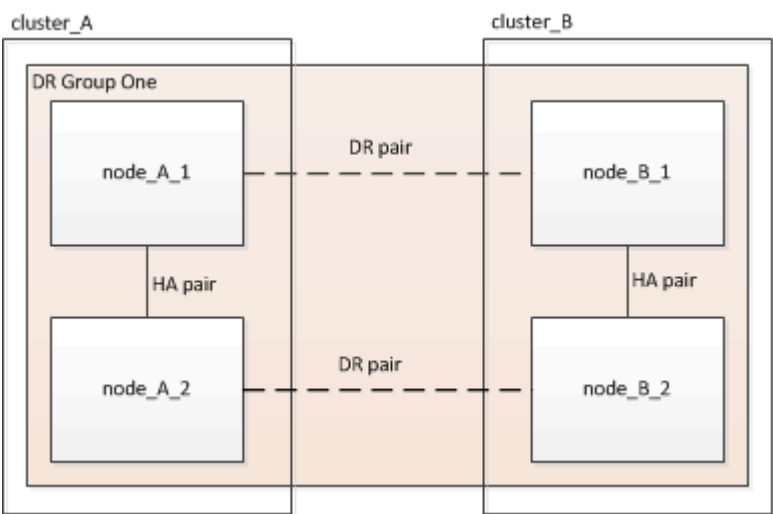 cluster_A
cluster_B
DR Group One
node_A_1
DR pair
node_B_1
HA pair
HA pair
node_A_2
DR pair
node_B_2